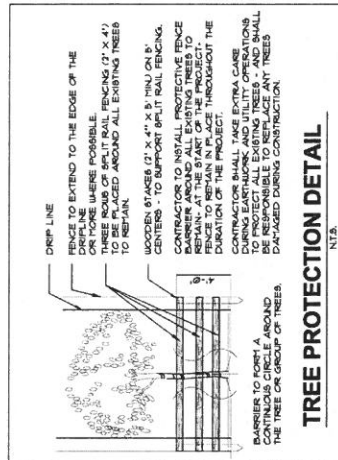 DRIP LINE
FENCE TO EXTEND TO THE EDGE OF THE
DRIPLINE
OR MORE WHERE POSSIBLE.
THREE ROWS OF SPLIT RAIL FENCING (2' X 4')
TO BE PLACED AROUND ALL EXISTING TREES
TO REMAIN.
WOODEN STAKES (2' X 4" X 5' MIN.) ON 8'
CENTERS - TO SUPPORT SPLIT RAIL FENCING.
CONTRACTOR TO INSTALL PROTECTIVE FENCE
BARRIER AROUND ALL EXISTING TREES TO
REMAIN- AT THE START OF THE PROJECT-
FENCE TO REMAIN IN PLACE THROUGHOUT THE
DURATION OF THE PROJECT.
CONTRACTOR SHALL TAKE EXTRA CARE
DURING EARTHWORK AND UTILITY OPERATIONS
TO PROTECT ALL EXISTING TREES - AND SHALL
BE RESPONSIBLE TO REPLACE ANY TREES
DAMAGED DURING CONSTRUCTION.
4'-0"
BARRIER TO FORM A
CONTINUOUS CIRCLE AROUND
THE TREE OR GROUP OF TREES.
TREE PROTECTION DETAIL
N.T.S.